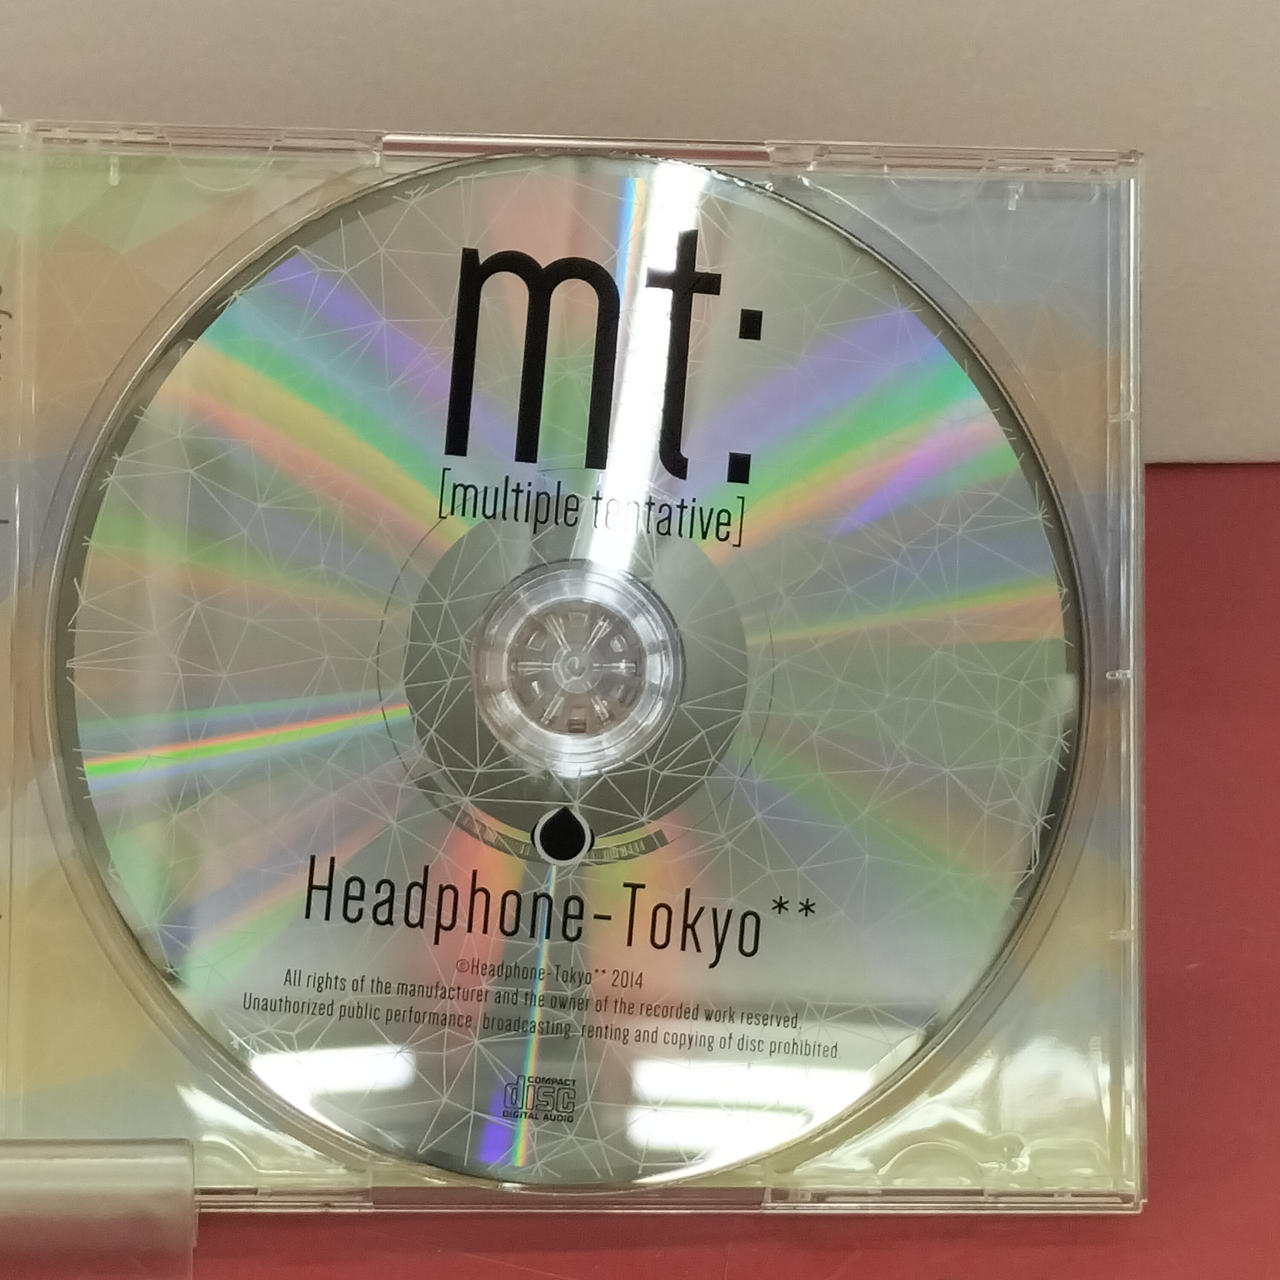 mt:
[multiple tentative]
Headphone-Tokyo**
©Headphone-Tokyo** 2014
All rights of the manufacturer and the owner of the recorded work reserved.
Unauthorized public performance, broadcasting, renting and copying of disc prohibited.
COMPACT
disc
DIGITAL AUDIO